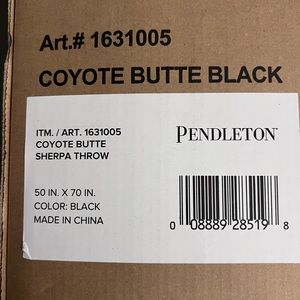 Art.# 1631005
COYOTE BUTTE BLACK
ITM. / ART. 1631005
COYOTE BUTTE
SHERPA THROW
PENDLETON
50 IN. X 70 IN.
COLOR: BLACK
MADE IN CHINA
0 08889 28519 8